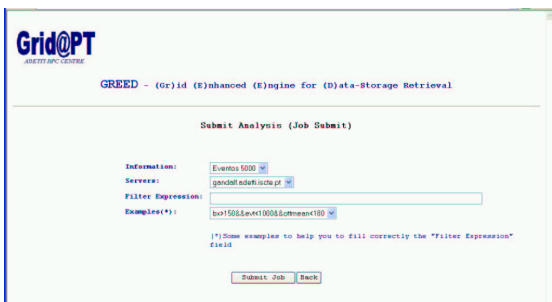 Grid@PT
ADETTI HPC CENTRE
GREED - (Gr)id (E)nhanced (E)ngine for (D)ata-Storage Retrieval
Submit Analysis (Job Submit)
Information: Eventos 5000
Servers: gandalf.adetti.iscte.pt
Filter Expression:
Examples(*): bx>150&&evt<1000&&ottmean<180
(*)Some examples to help you to fill correctly the "Filter Expression"
field
Submit Job Back